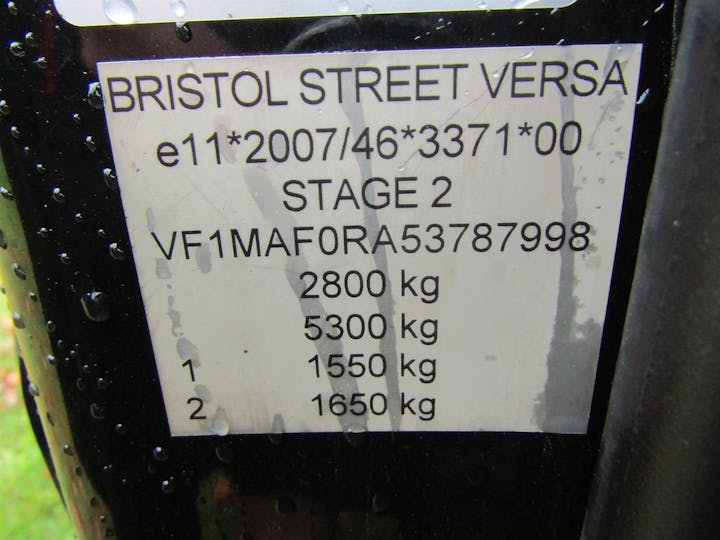 BRISTOL STREET VERSA
e11*2007/46*3371*00
STAGE 2
VF1MAF0RA53787998
2800 kg
5300 kg
1 1550 kg
2 1650 kg